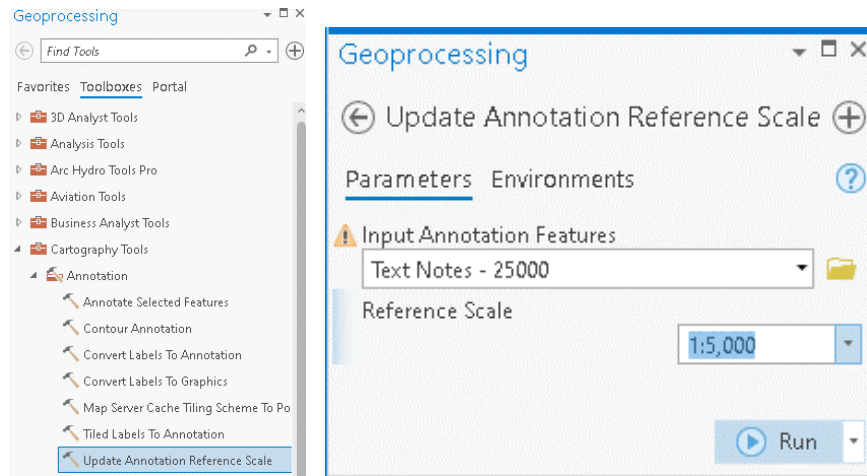 Geoprocessing
Find Tools
Favorites Toolboxes Portal
3D Analyst Tools
Analysis Tools
Arc Hydro Tools Pro
Aviation Tools
Business Analyst Tools
Cartography Tools
Annotation
Annotate Selected Features
Contour Annotation
Convert Labels To Annotation
Convert Labels To Graphics
Map Server Cache Tiling Scheme To Po
Tiled Labels To Annotation
Update Annotation Reference Scale
Geoprocessing
Update Annotation Reference Scale
Parameters Environments
Input Annotation Features
Text Notes - 25000
Reference Scale
1:5,000
Run